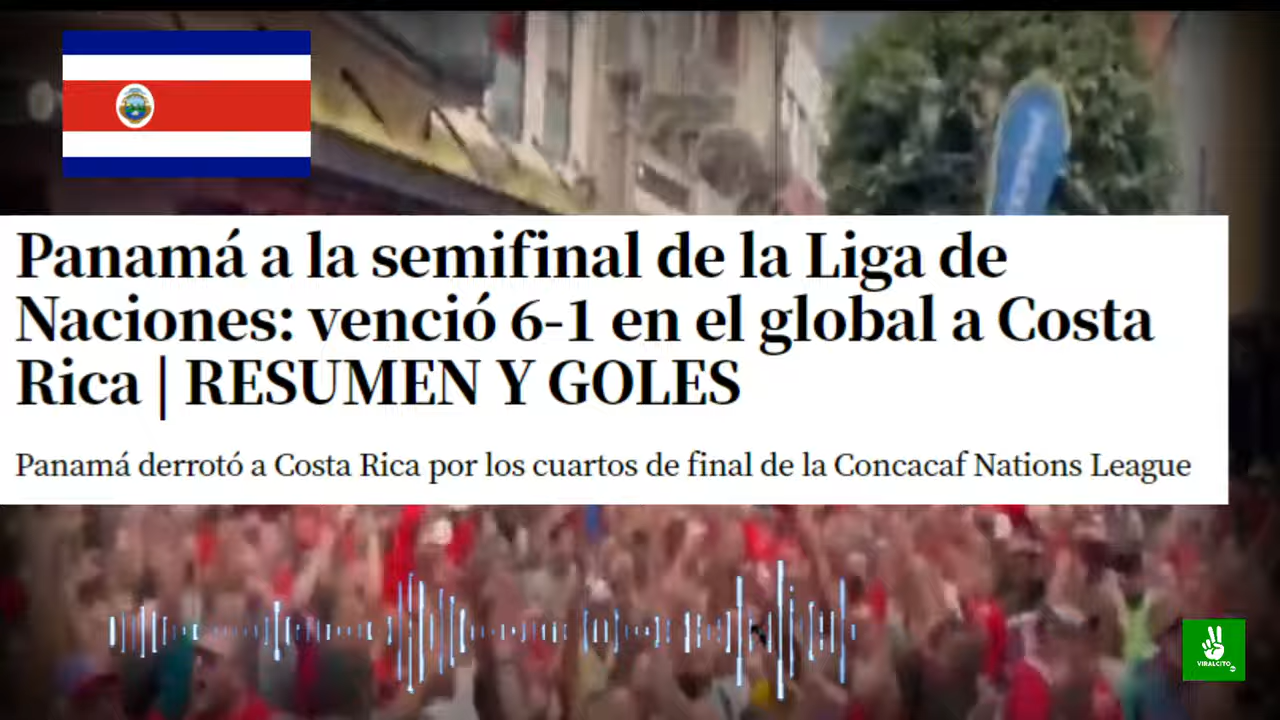 Panamá a la semifinal de la Liga de
Naciones: venció 6-1 en el global a Costa
Rica | RESUMEN Y GOLES
Panamá derrotó a Costa Rica por los cuartos de final de la Concacaf Nations League
VIRALCITO